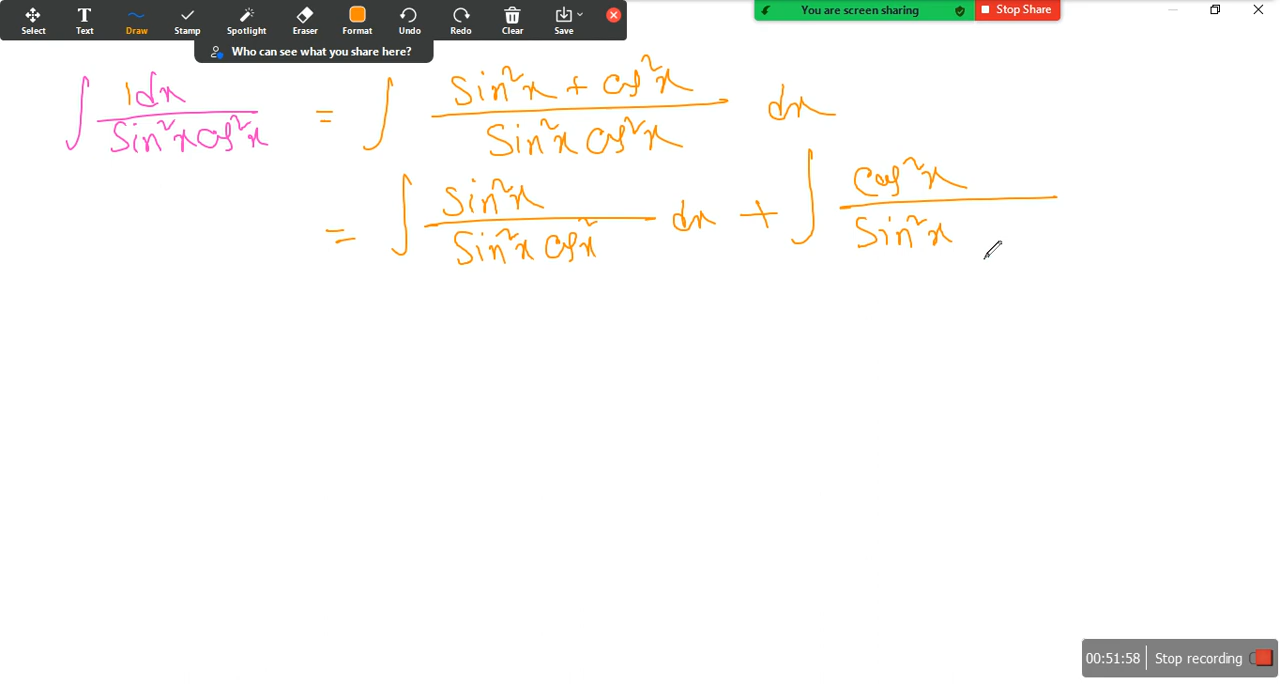 Select Text Draw Stamp Spotlight Eraser Format Undo Redo Clear Save
You are screen sharing Stop Share
Who can see what you share here?
∫ 1dx / Sin²x cos²x = ∫ Sin²x + cos²x / Sin²x cos²x dx
= ∫ Sin²x / Sin²x cos²x dx + ∫ cos²x / Sin²x
00:51:58 Stop recording